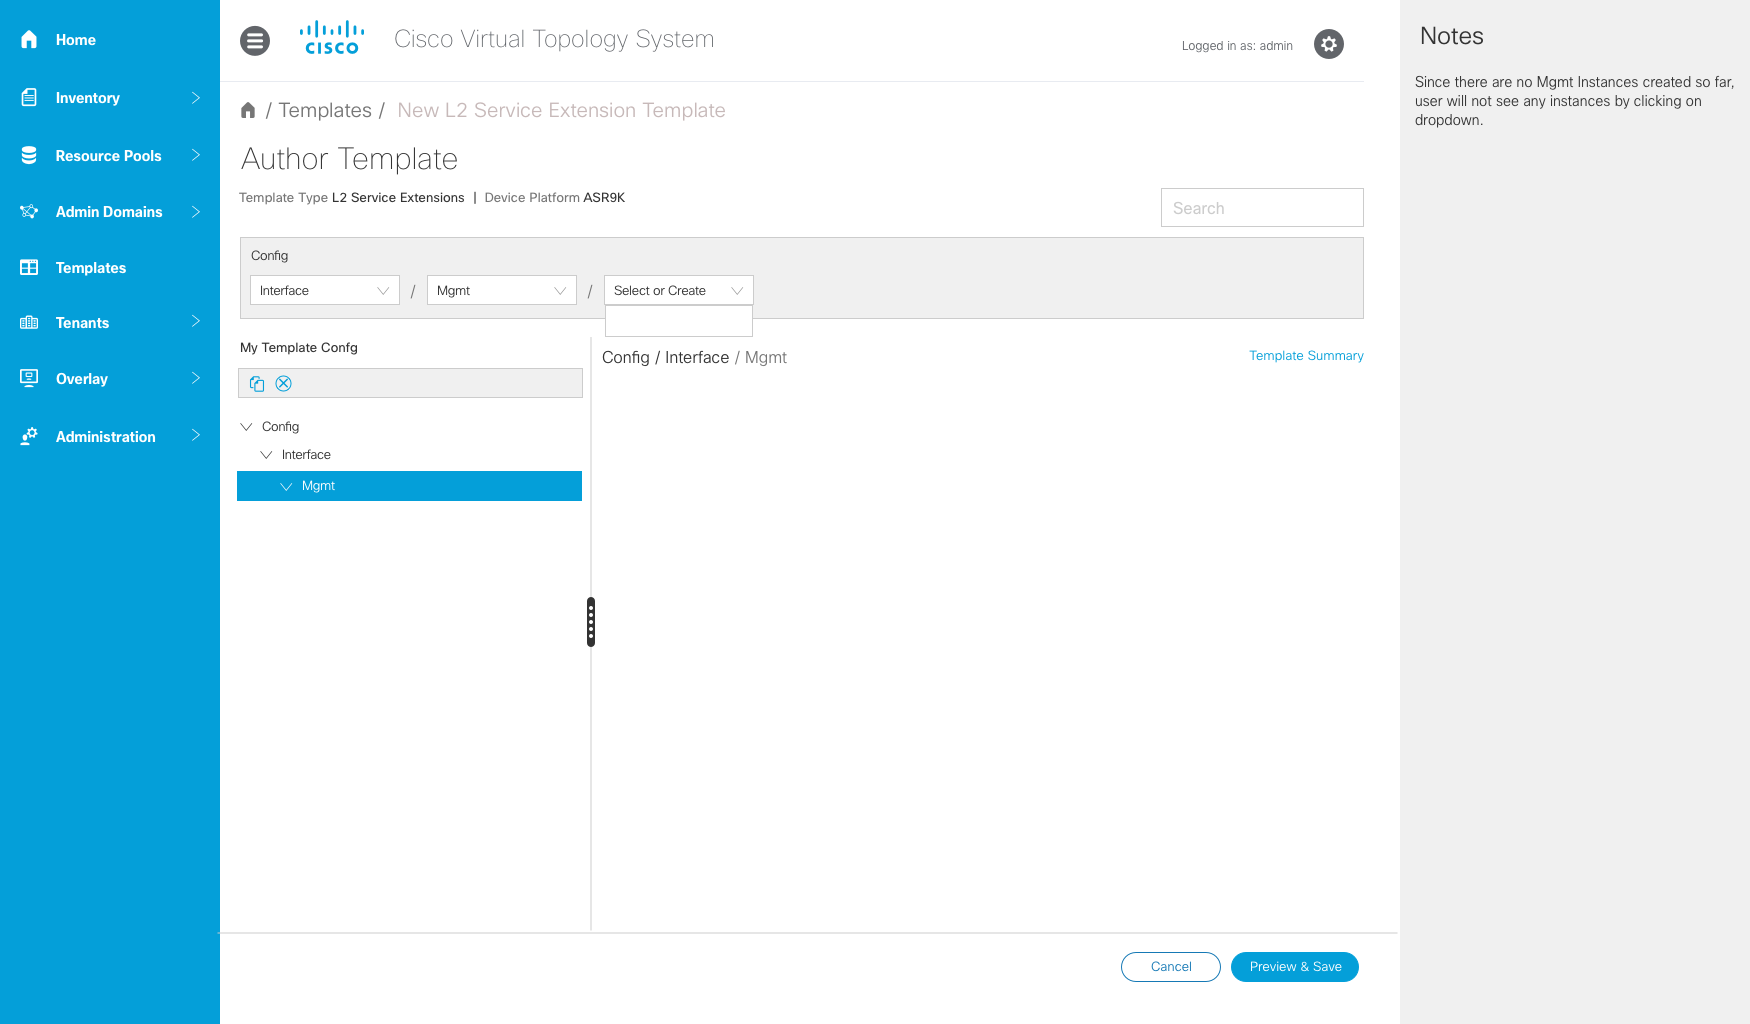 Home
Inventory
Resource Pools
Admin Domains
Templates
Tenants
Overlay
Administration
CISCO
Cisco Virtual Topology System
Logged in as: admin
/ Templates / New L2 Service Extension Template
Author Template
Template Type L2 Service Extensions | Device Platform ASR9K
Search
Config
Interface / Mgmt / Select or Create
My Template Confg
Config / Interface / Mgmt
Template Summary
Config
Interface
Mgmt
Cancel
Preview & Save
Notes
Since there are no Mgmt Instances created so far,
user will not see any instances by clicking on
dropdown.